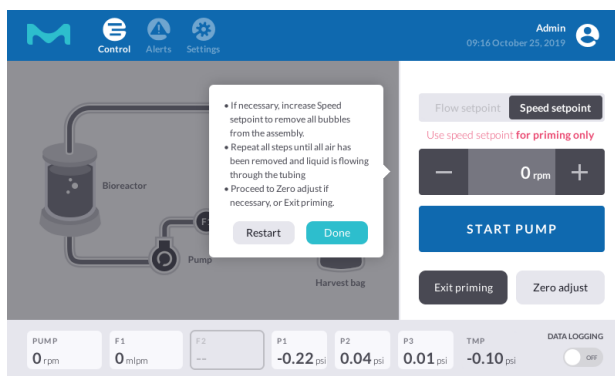 Control
Alerts
Settings
Admin
09:16 October 25, 2019
• If necessary, increase Speed
setpoint to remove all bubbles
from the assembly.
• Repeat all steps until all air has
been removed and liquid is flowing
through the tubing
• Proceed to Zero adjust if
necessary, or Exit priming.
Restart
Done
Bioreactor
Pump
Harvest bag
Flow setpoint
Speed setpoint
Use speed setpoint for priming only
0 rpm
START PUMP
Exit priming
Zero adjust
PUMP
0 rpm
F1
0 mlpm
F2
--
P1
-0.22 psi
P2
0.04 psi
P3
0.01 psi
TMP
-0.10 psi
DATA LOGGING
OFF